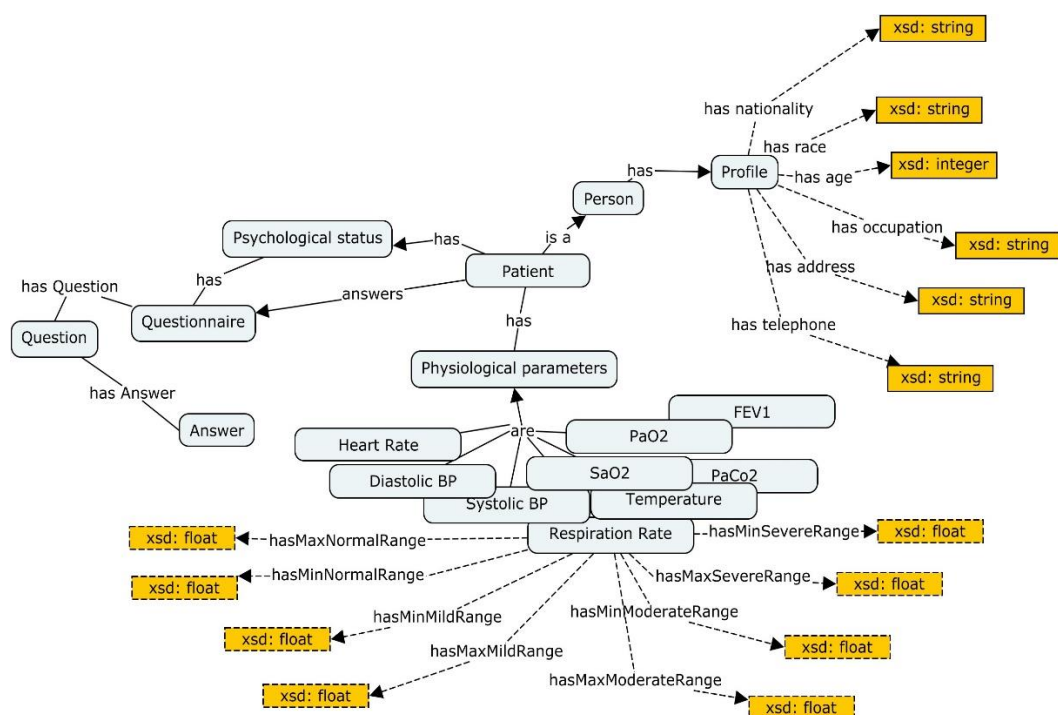 xsd: string
has nationality
xsd: string
has race
xsd: integer
has age
has
Profile
Person
has occupation
xsd: string
Psychological status
has
is a
Patient
has address
xsd: string
has
answers
has Question
Questionnaire
has
has telephone
Question
Physiological parameters
xsd: string
has Answer
Answer
FEV1
are
PaO2
Heart Rate
Diastolic BP
SaO2
PaCo2
Systolic BP
Temperature
Respiration Rate
xsd: float
hasMaxNormalRange
hasMinSevereRange
xsd: float
xsd: float
hasMinNormalRange
hasMaxSevereRange
xsd: float
hasMinMildRange
hasMinModerateRange
xsd: float
xsd: float
hasMaxMildRange
hasMaxModerateRange
xsd: float
xsd: float